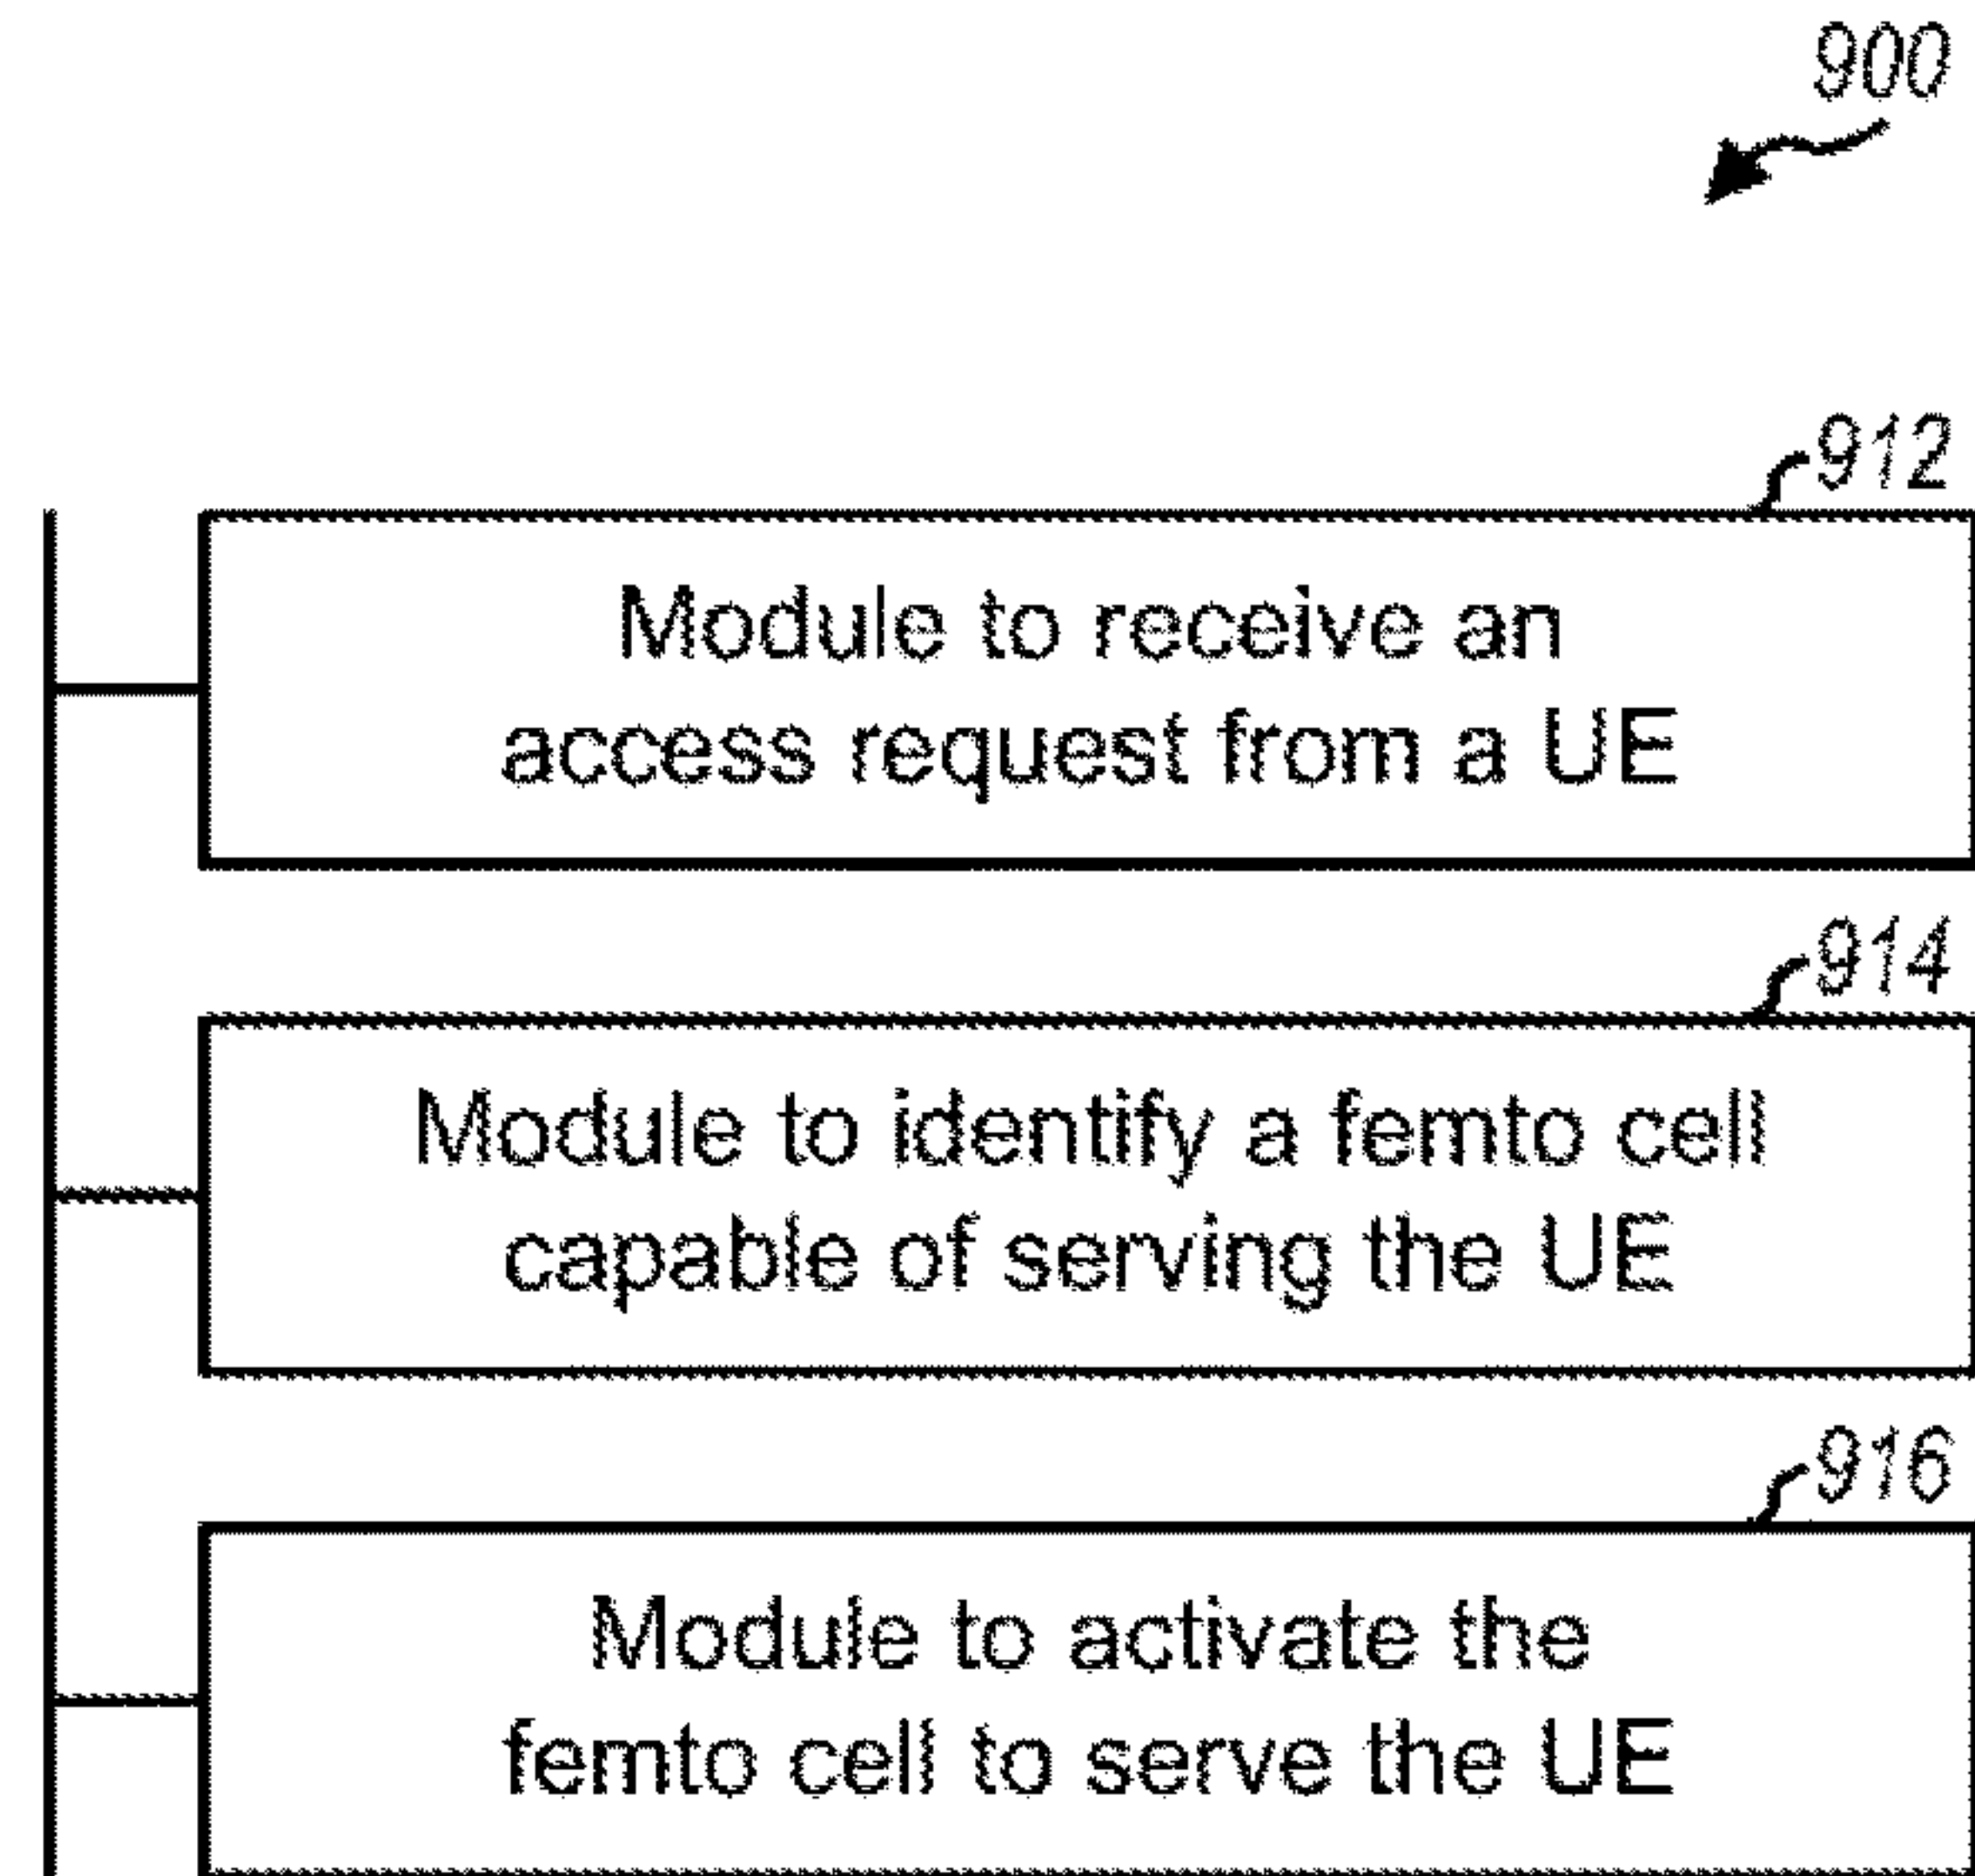 900
912
Module to receive an
access request from a UE
914
Module to identify a femto cell
capable of serving the UE
916
Module to activate the
femto cell to serve the UE